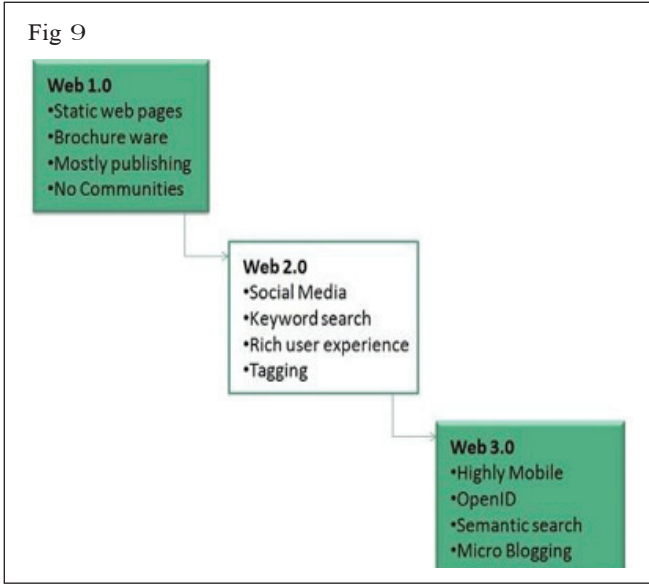 Fig 9
Web 1.0
•Static web pages
•Brochure ware
•Mostly publishing
•No Communities
Web 2.0
•Social Media
•Keyword search
•Rich user experience
•Tagging
Web 3.0
•Highly Mobile
•OpenID
•Semantic search
•Micro Blogging